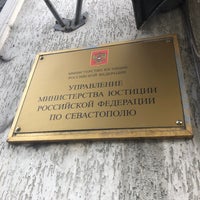 МИНИСТЕРСТВО ЮСТИЦИИ
РОССИЙСКОЙ ФЕДЕРАЦИИ
УПРАВЛЕНИЕ
МИНИСТЕРСТВА ЮСТИЦИИ
РОССИЙСКОЙ ФЕДЕРАЦИИ
ПО СЕВАСТОПОЛЮ